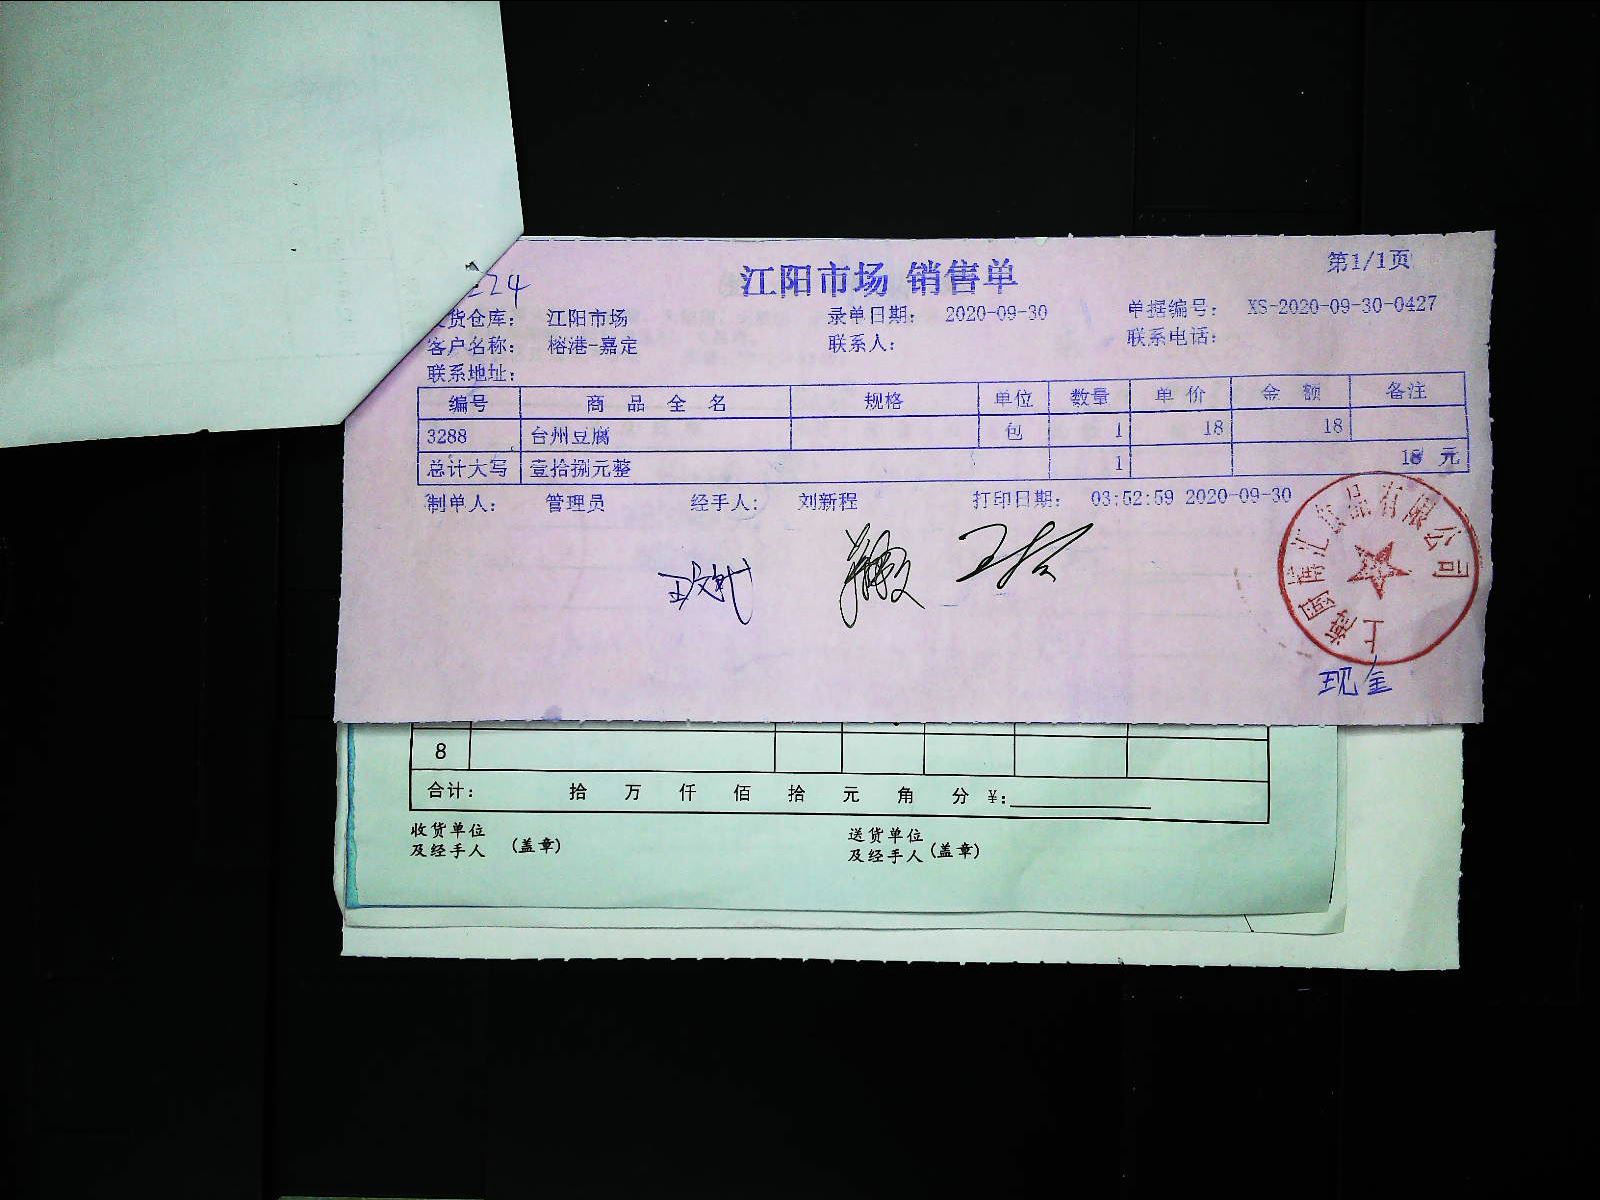 江阳市场 销售单
第1/1页
24
货仓库： 江阳市场 录单日期： 2020-09-30 单据编号： XS-2020-09-30-0427
客户名称： 榕港-嘉定 联系人： 联系电话：
联系地址：
编号 商品全名 规格 单位 数量 单价 金额 备注
3288 台州豆腐 包 1 18 18
总计大写 壹拾捌元整 1 18 元
制单人： 管理员 经手人： 刘新程 打印日期： 03:52:59 2020-09-30
现金
8
合计： 拾 万 仟 佰 拾 元 角 分 ¥:
收货单位
及经手人 (盖章)
送货单位
及经手人 (盖章)